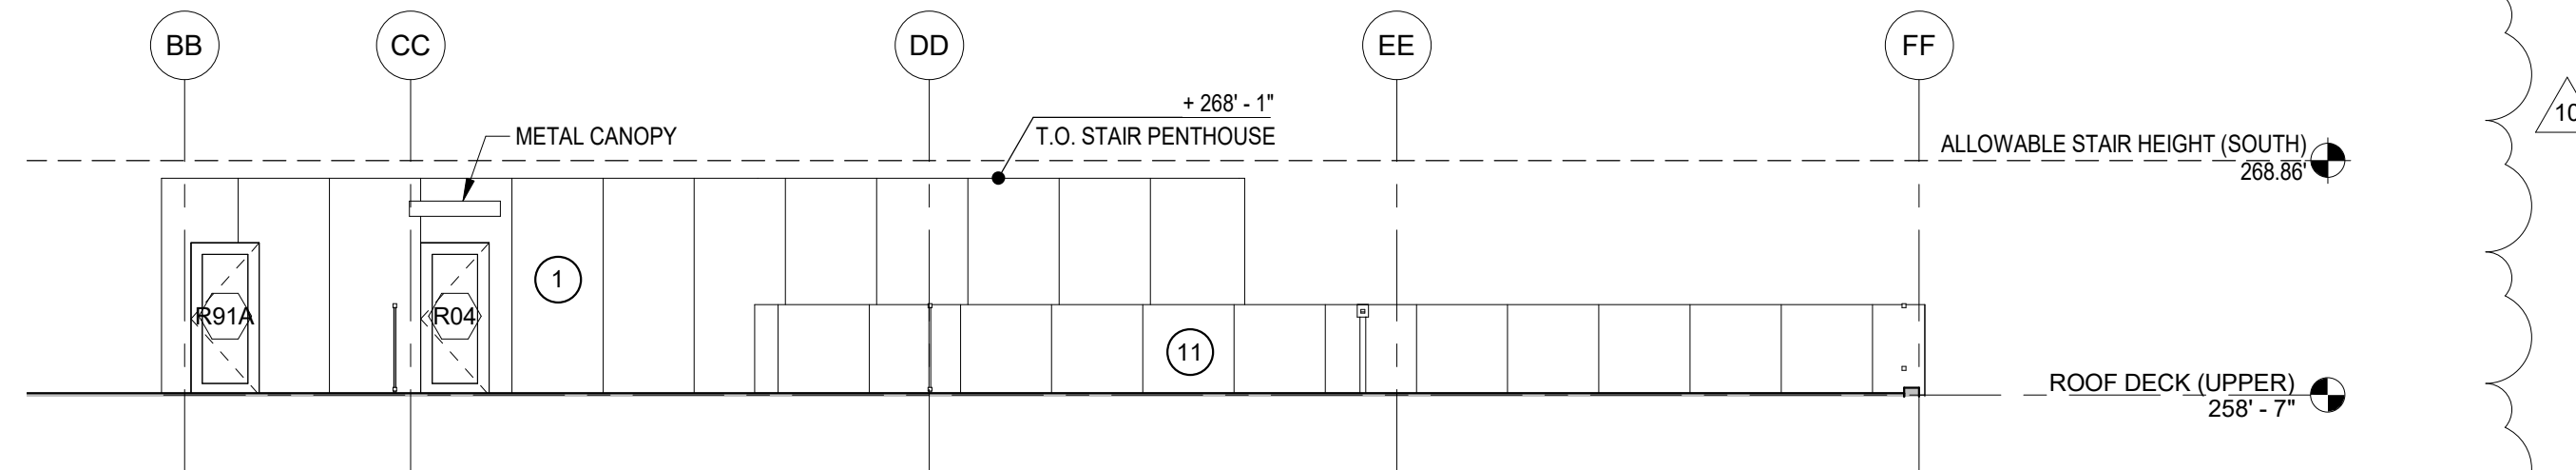 BB
CC
DD
EE
FF
+ 268' - 1"
10
METAL CANOPY
T.O. STAIR PENTHOUSE
ALLOWABLE STAIR HEIGHT (SOUTH)
268.86'
1
R91A
R04
11
ROOF DECK (UPPER)
258' - 7"